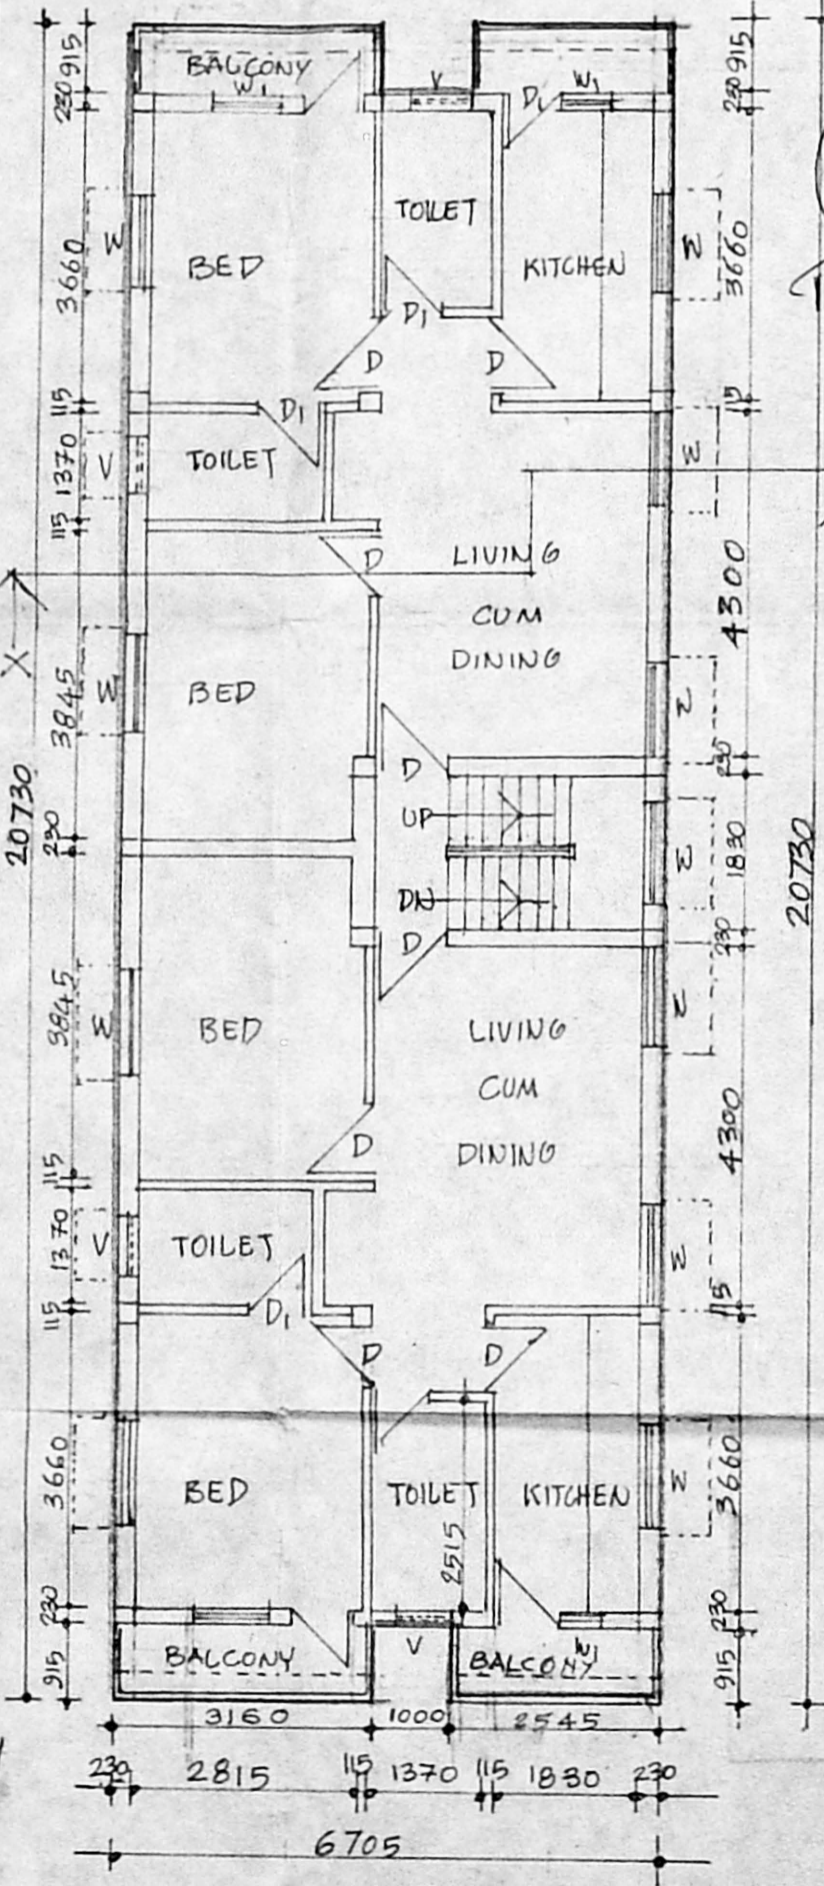 915 915
BALCONY
W1 V D1 W1
230 230
TOILET
W BED KITCHEN W
3660 3660
D1
D D
115 D1 115
1370 V TOILET W
115
D LIVING
CUM
DINING
4300
X
W BED W
3845
20730
D 230
UP
230 W 1830
20730
DN
D 230
3845 W BED LIVING W
CUM
DINING
4300
D
115
1370 V TOILET W
115 D1 115
D D
3660 BED TOILET KITCHEN W 3660
2515
230 230
V W1
915 BALCONY BALCONY 915
3160 1000 2545
230 2815 115 1370 115 1830 230
6705